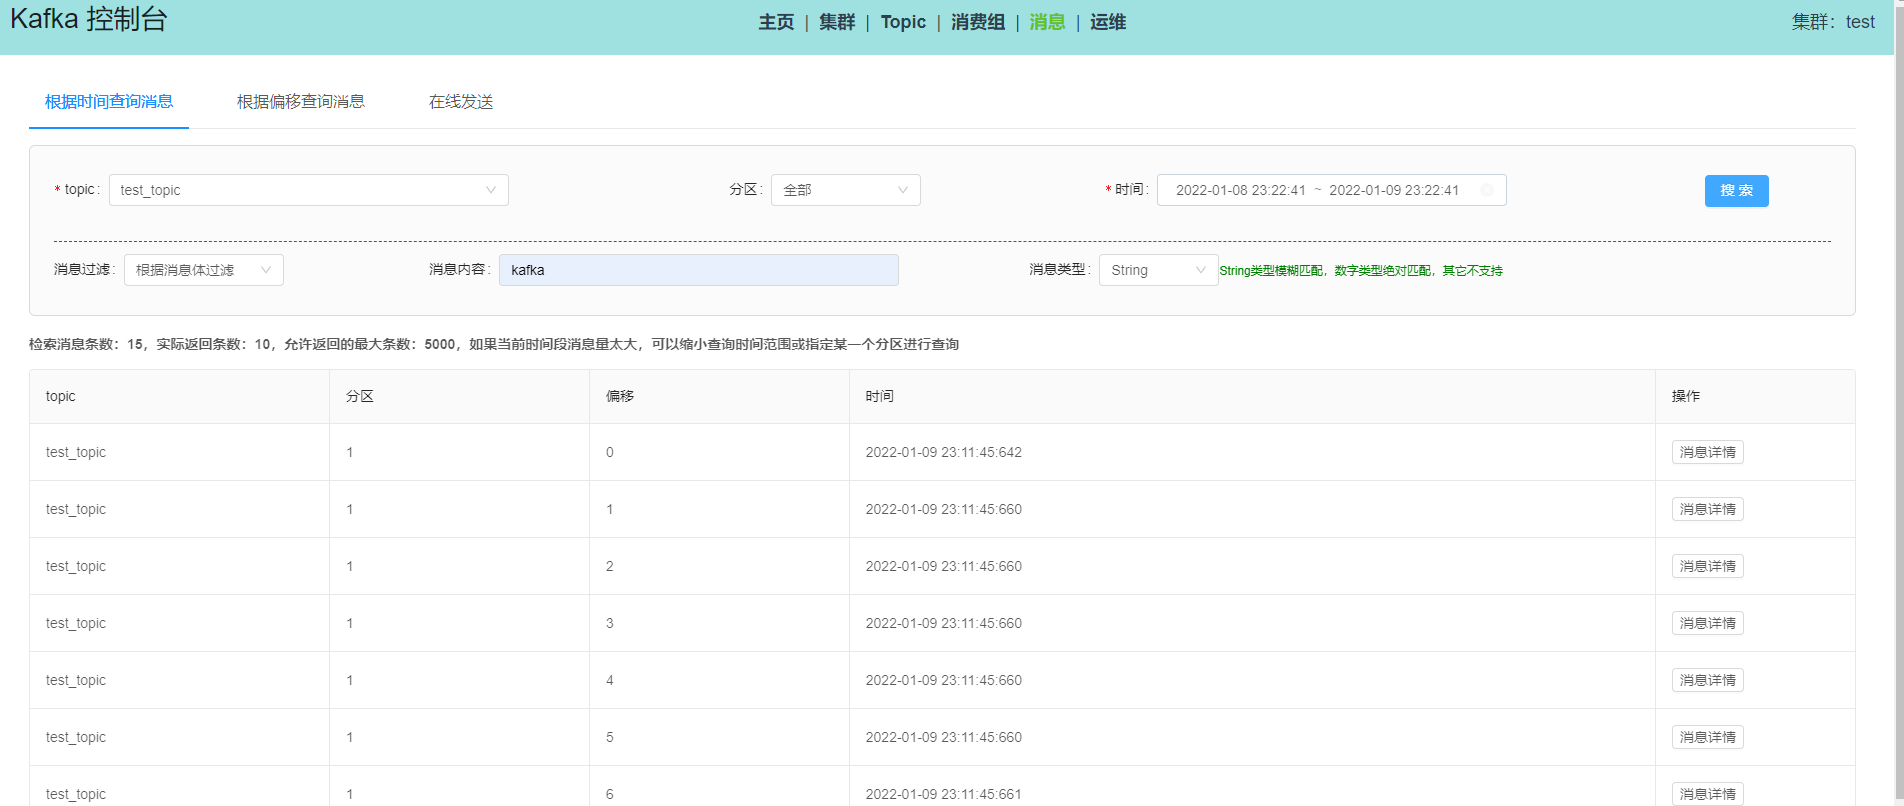 Kafka 控制台
主页 | 集群 | Topic | 消费组 | 消息 | 运维
集群：test
根据时间查询消息 根据偏移查询消息 在线发送
* topic: test_topic 分区: 全部 * 时间: 2022-01-08 23:22:41 ~ 2022-01-09 23:22:41 搜 索
消息过滤: 根据消息体过滤 消息内容: kafka 消息类型: String String类型模糊匹配，数字类型绝对匹配，其它不支持
检索消息条数：15，实际返回条数：10，允许返回的最大条数：5000，如果当前时间段消息量太大，可以缩小查询时间范围或指定某一个分区进行查询
topic 分区 偏移 时间 操作
test_topic 1 0 2022-01-09 23:11:45:642 消息详情
test_topic 1 1 2022-01-09 23:11:45:660 消息详情
test_topic 1 2 2022-01-09 23:11:45:660 消息详情
test_topic 1 3 2022-01-09 23:11:45:660 消息详情
test_topic 1 4 2022-01-09 23:11:45:660 消息详情
test_topic 1 5 2022-01-09 23:11:45:660 消息详情
test_topic 1 6 2022-01-09 23:11:45:661 消息详情